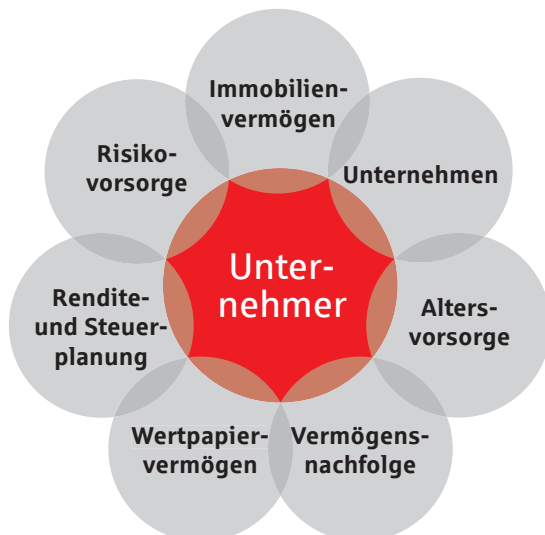 Immobilien-
vermögen
Risiko-
vorsorge
Unternehmen
Unter-
nehmer
Rendite-
und Steuer-
planung
Alters-
vorsorge
Wertpapier-
vermögen
Vermögens-
nachfolge